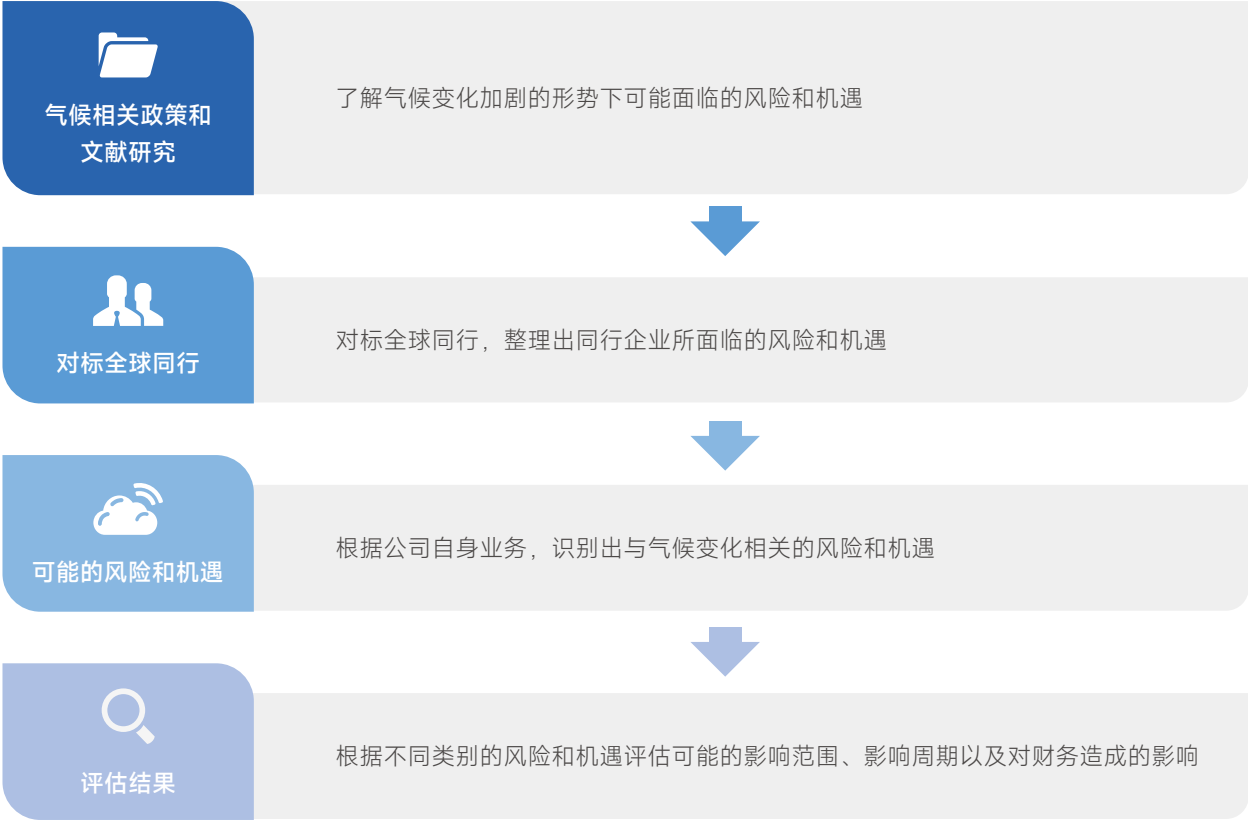 气候相关政策和
文献研究
了解气候变化加剧的形势下可能面临的风险和机遇
对标全球同行
对标全球同行，整理出同行企业所面临的风险和机遇
可能的风险和机遇
根据公司自身业务，识别出与气候变化相关的风险和机遇
评估结果
根据不同类别的风险和机遇评估可能的影响范围、影响周期以及对财务造成的影响